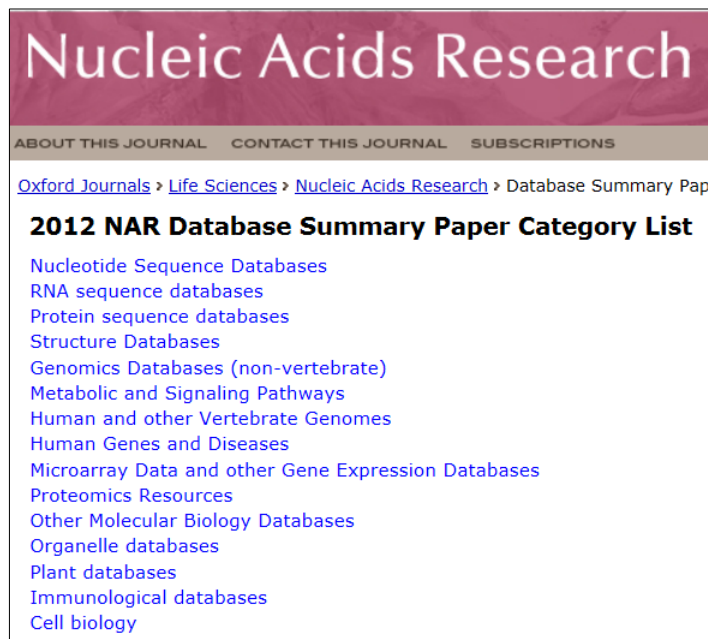 Nucleic Acids Research
ABOUT THIS JOURNAL CONTACT THIS JOURNAL SUBSCRIPTIONS
Oxford Journals > Life Sciences > Nucleic Acids Research > Database Summary Pap
2012 NAR Database Summary Paper Category List
Nucleotide Sequence Databases
RNA sequence databases
Protein sequence databases
Structure Databases
Genomics Databases (non-vertebrate)
Metabolic and Signaling Pathways
Human and other Vertebrate Genomes
Human Genes and Diseases
Microarray Data and other Gene Expression Databases
Proteomics Resources
Other Molecular Biology Databases
Organelle databases
Plant databases
Immunological databases
Cell biology